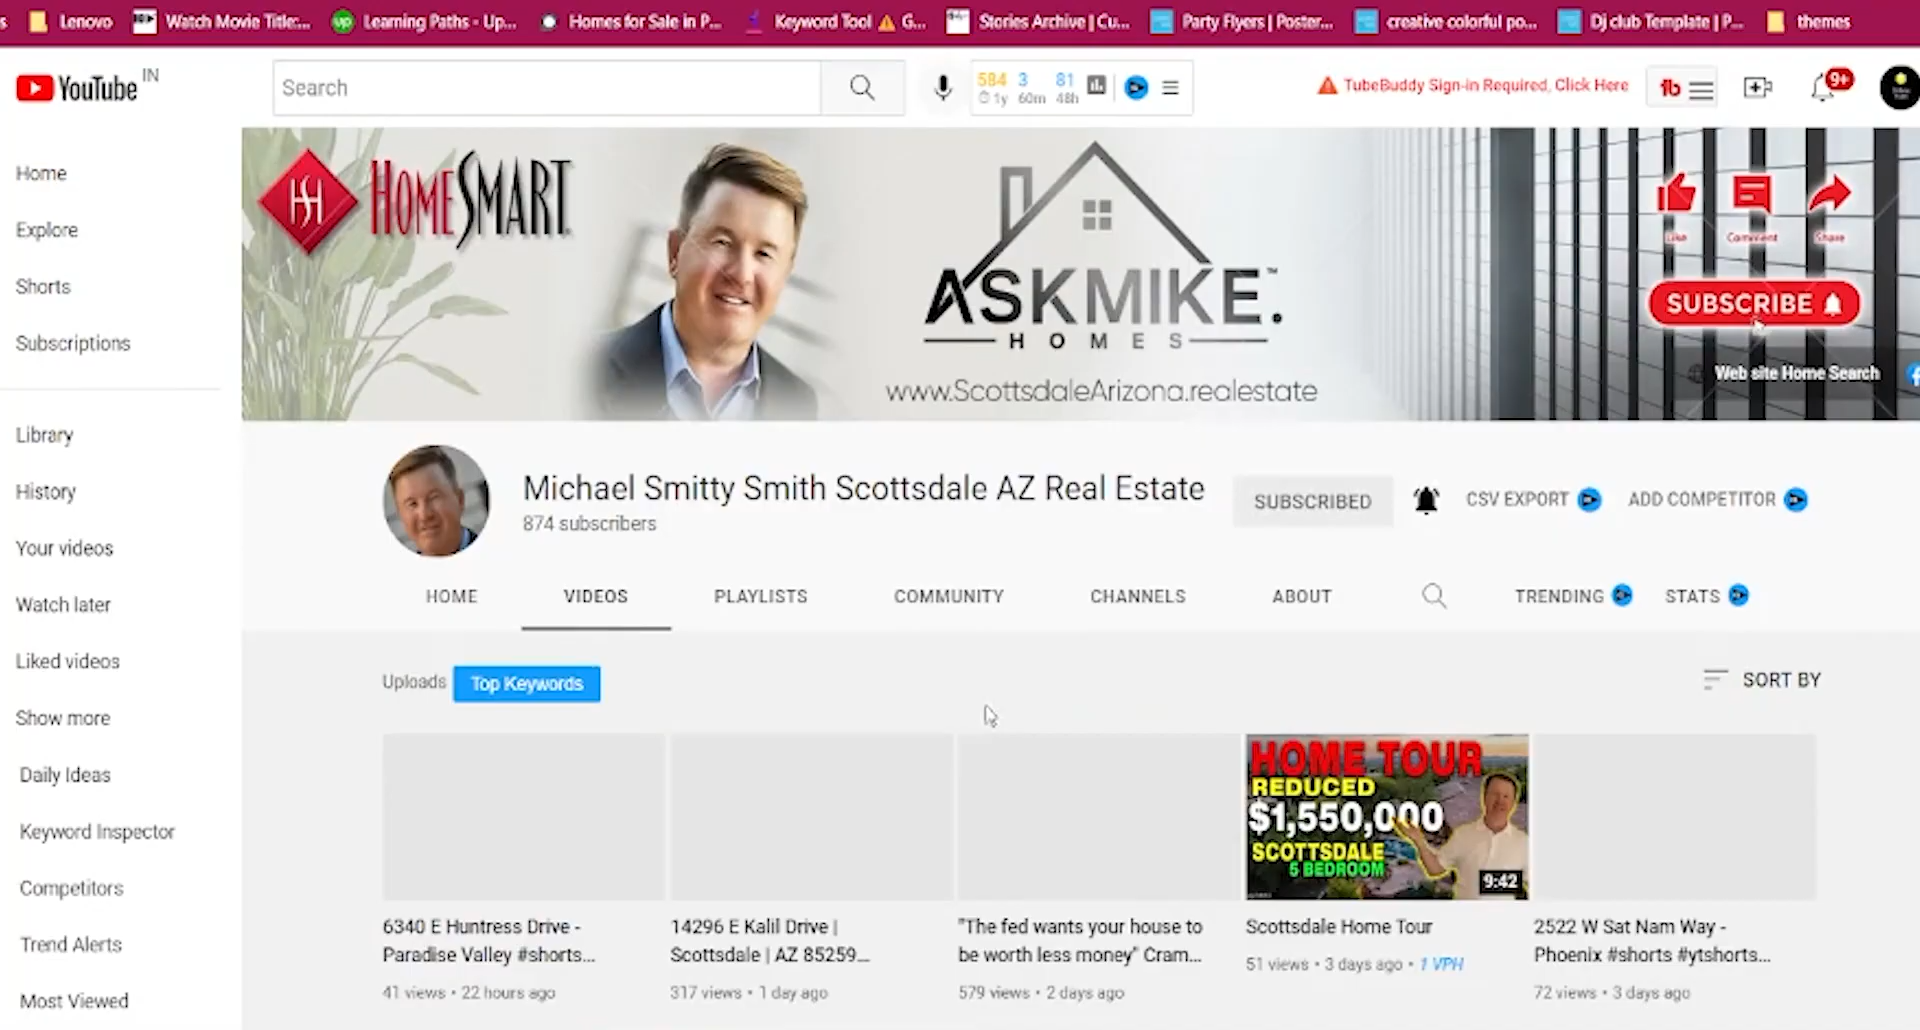 s Lenovo Watch Movie Title:... Learning Paths - Up... Homes for Sale in P... Keyword Tool G... Stories Archive | Cu... Party Flyers | Poster... creative colorful po... Dj club Template | P... themes
YouTube IN
Search
584 3 81
1y 60m 48h
TubeBuddy Sign-in Required, Click Here
tb
9+
Home
Explore
Shorts
Subscriptions
Library
History
Your videos
Watch later
Liked videos
Show more
Daily Ideas
Keyword Inspector
Competitors
Trend Alerts
Most Viewed
HOMESMART
ASKMIKE.™
HOMES
www.ScottsdaleArizona.realestate
Like Comment Share
SUBSCRIBE
Web site Home Search
Michael Smitty Smith Scottsdale AZ Real Estate
874 subscribers
SUBSCRIBED
CSV EXPORT
ADD COMPETITOR
HOME VIDEOS PLAYLISTS COMMUNITY CHANNELS ABOUT TRENDING STATS
Uploads Top Keywords
SORT BY
HOME TOUR
REDUCED
$1,550,000
SCOTTSDALE
5 BEDROOM
9:42
6340 E Huntress Drive -
Paradise Valley #shorts...
41 views • 22 hours ago
14296 E Kalil Drive |
Scottsdale | AZ 85259...
317 views • 1 day ago
"The fed wants your house to
be worth less money" Cram...
579 views • 2 days ago
Scottsdale Home Tour
51 views • 3 days ago • 1 VPH
2522 W Sat Nam Way -
Phoenix #shorts #ytshorts...
72 views • 3 days ago